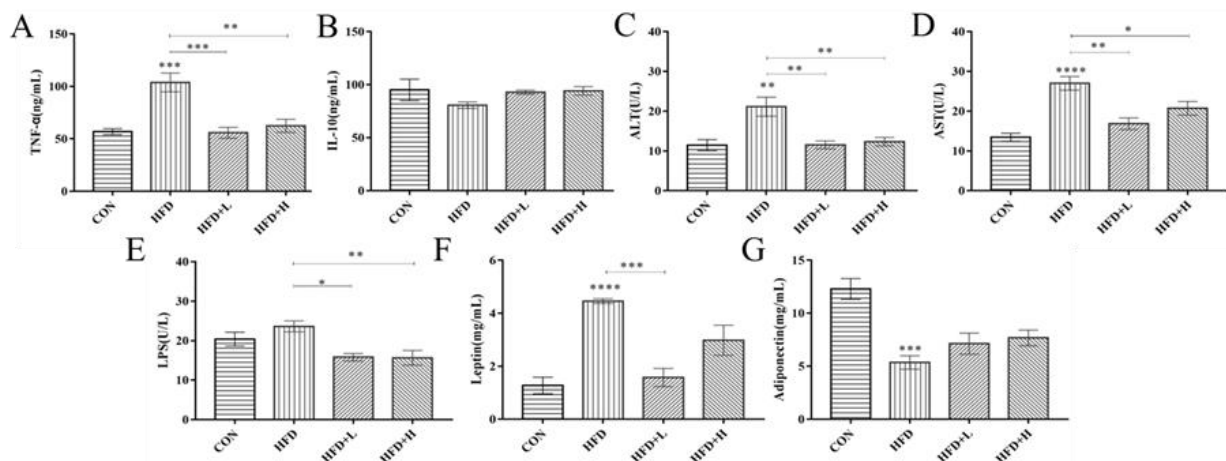 A
TNF-α(ng/mL)
150
100
50
0
***
***
**
CON
HFD
HFD+L
HFD+H
B
IL-10(ng/mL)
150
100
50
0
CON
HFD
HFD+L
HFD+H
C
ALT(U/L)
40
30
20
10
0
**
**
**
CON
HFD
HFD+L
HFD+H
D
AST(U/L)
40
30
20
10
0
*
**
****
CON
HFD
HFD+L
HFD+H
E
LPS(U/L)
40
30
20
10
0
**
*
CON
HFD
HFD+L
HFD+H
F
Leptin(mg/mL)
6
4
2
0
***
****
CON
HFD
HFD+L
HFD+H
G
Adiponectin(mg/mL)
15
10
5
0
***
CON
HFD
HFD+L
HFD+H